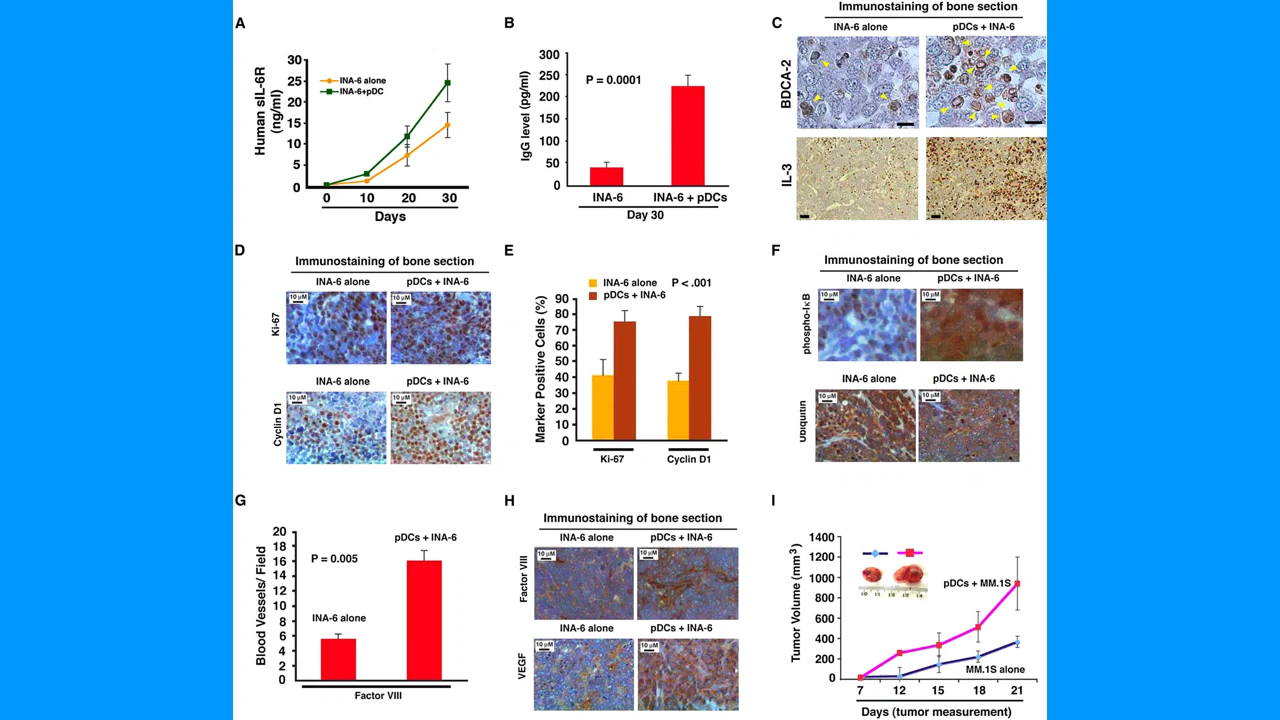 A
Human sIL-6R
(ng/ml)
30
25
20
15
10
5
0
INA-6 alone
INA-6+pDC
0 10 20 30
Days
B
IgG level (pg/ml)
300
250
200
150
100
50
0
P = 0.0001
INA-6 INA-6 + pDCs
Day 30
C
Immunostaining of bone section
INA-6 alone pDCs + INA-6
BDCA-2
IL-3
D
Immunostaining of bone section
INA-6 alone pDCs + INA-6
Ki-67
10 µM 10 µM
INA-6 alone pDCs + INA-6
Cyclin D1
10 µM 10 µM
E
INA-6 alone P < .001
pDCs + INA-6
Marker Positive Cells (%)
90
80
70
60
50
40
30
20
10
0
Ki-67 Cyclin D1
F
Immunostaining of bone section
INA-6 alone pDCs + INA-6
phospho-IκB
10 µM 10 µM
INA-6 alone pDCs + INA-6
Ubiquitin
10 µM 10 µM
G
Blood Vessels/ Field
20
18
16
14
12
10
8
6
4
2
0
pDCs + INA-6
P = 0.005
INA-6 alone
Factor VIII
H
Immunostaining of bone section
INA-6 alone pDCs + INA-6
Factor VIII
10 µM 10 µM
INA-6 alone pDCs + INA-6
VEGF
10 µM 10 µM
I
Tumor Volume (mm3)
1400
1200
1000
800
600
400
200
0
pDCs + MM.1S
MM.1S alone
7 12 15 18 21
Days (tumor measurement)